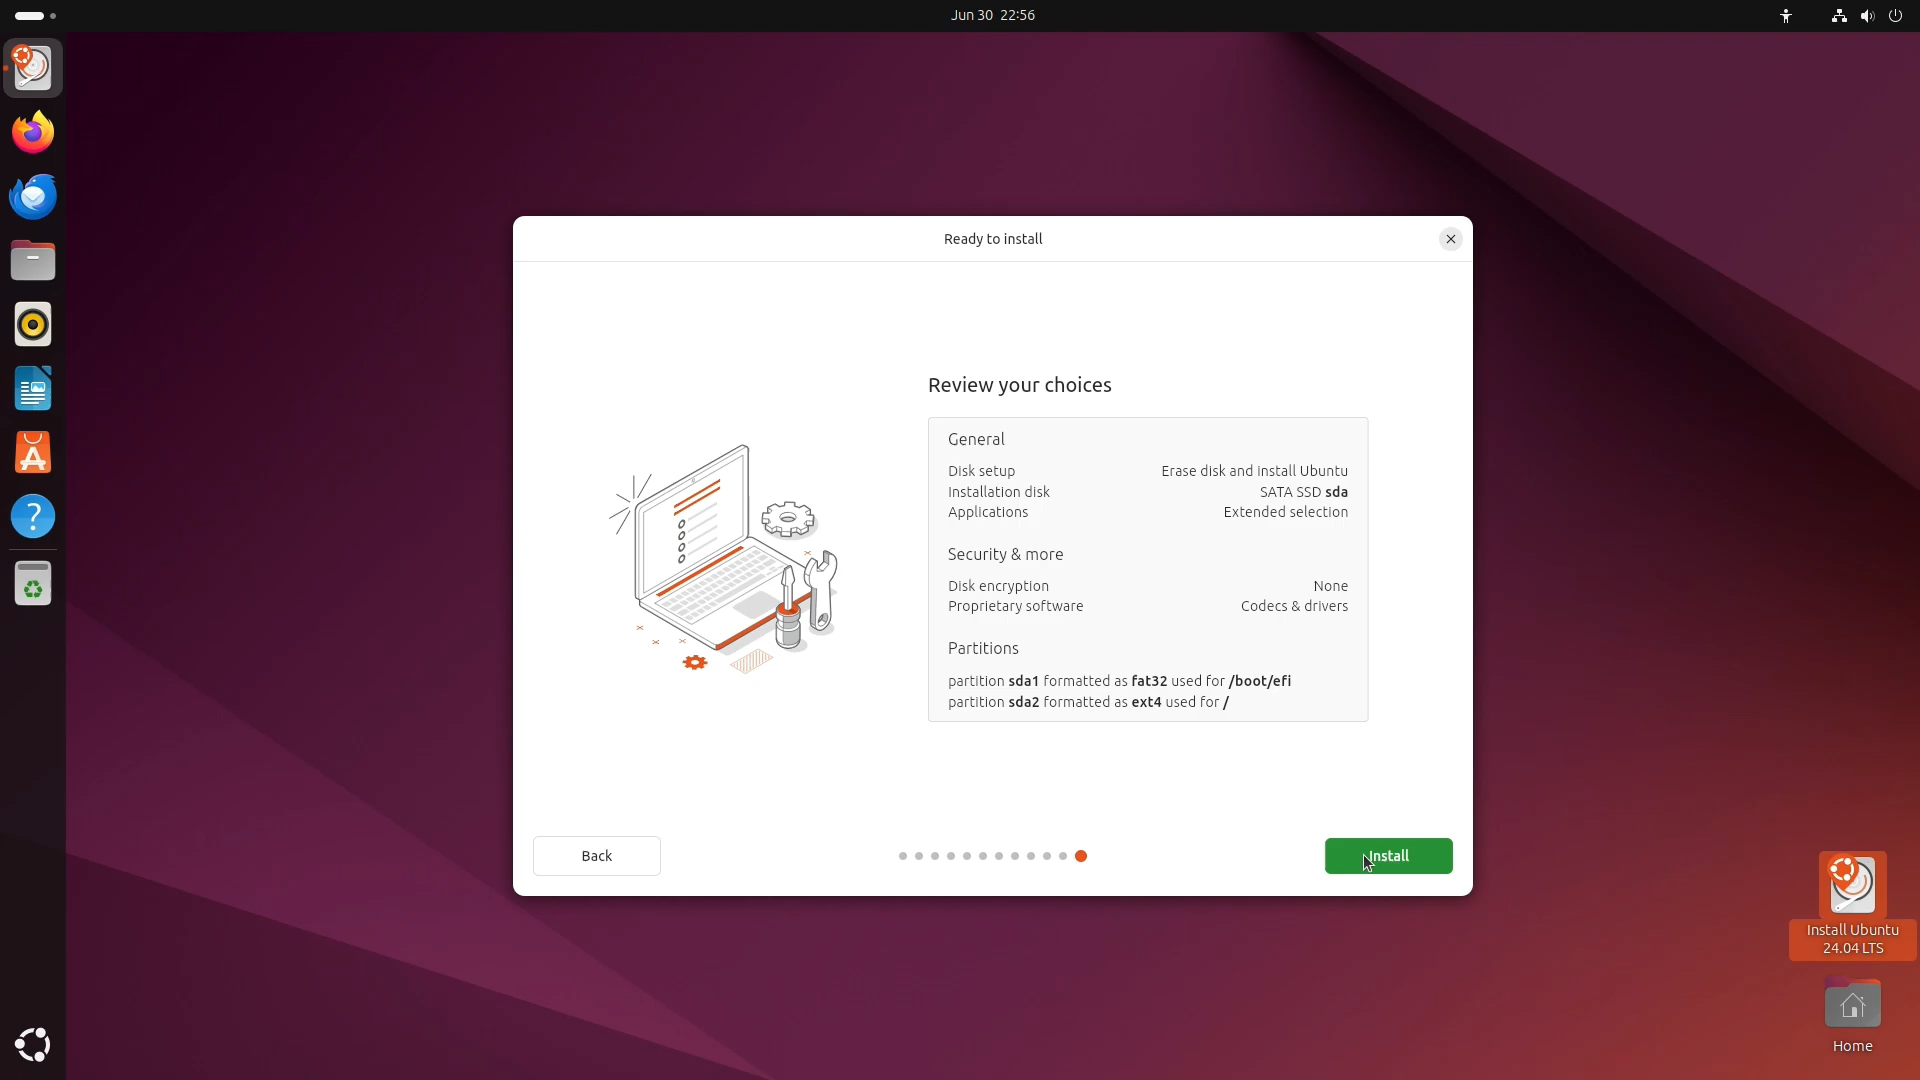 Jun 30 22:56
Ready to install
Review your choices
General
Disk setup Erase disk and install Ubuntu
Installation disk SATA SSD sda
Applications Extended selection
Security & more
Disk encryption None
Proprietary software Codecs & drivers
Partitions
partition sda1 formatted as fat32 used for /boot/efi
partition sda2 formatted as ext4 used for /
Back
Install
Install Ubuntu
24.04 LTS
Home